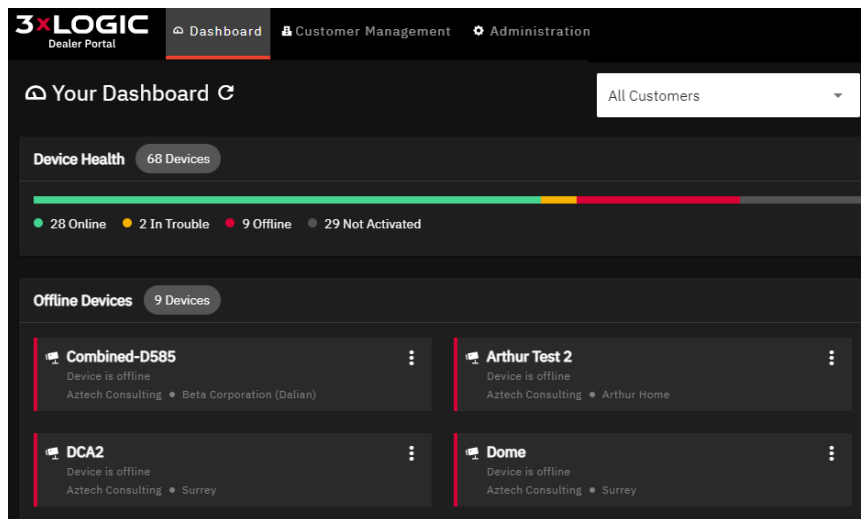 3xLOGIC
Dealer Portal
Dashboard
Customer Management
Administration
Your Dashboard
All Customers
Device Health
68 Devices
28 Online
2 In Trouble
9 Offline
29 Not Activated
Offline Devices
9 Devices
Combined-D585
Device is offline
Aztech Consulting ● Beta Corporation (Dalian)
Arthur Test 2
Device is offline
Aztech Consulting ● Arthur Home
DCA2
Device is offline
Aztech Consulting ● Surrey
Dome
Device is offline
Aztech Consulting ● Surrey